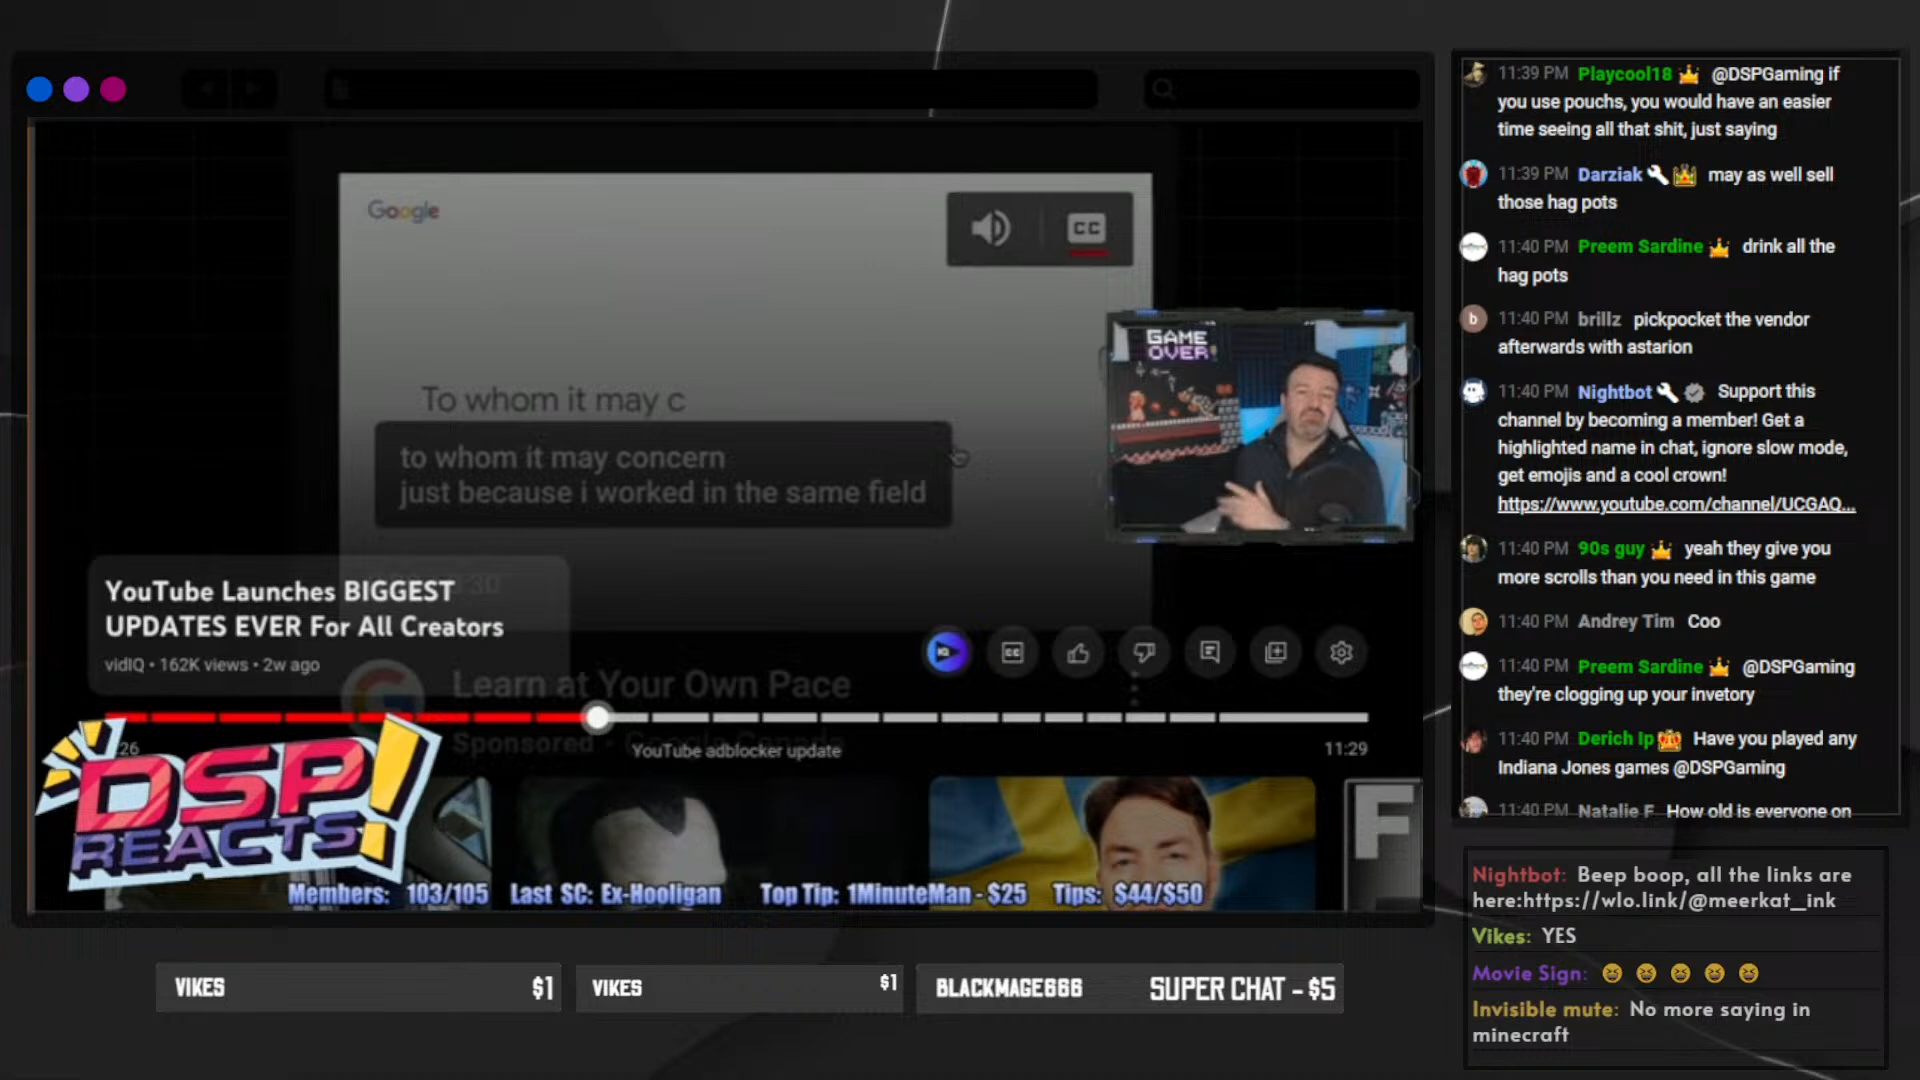 Google
CC
To whom it may c
to whom it may concern
just because i worked in the same field
GAME
OVER
YouTube Launches BIGGEST
UPDATES EVER For All Creators
vidIQ • 162K views • 2w ago
CC
Learn at Your Own Pace
:26
Sponsored
YouTube adblocker update
11:29
DSP
REACTS!
F
Members: 103/105
Last SC: Ex-Hooligan
Top Tip: 1MinuteMan - $25
Tips: $44/$50
VIKES $1
VIKES $1
BLACKMAGE666 SUPER CHAT - $5
11:39 PM Playcool18 @DSPGaming if
you use pouchs, you would have an easier
time seeing all that shit, just saying
11:39 PM Darziak may as well sell
those hag pots
11:40 PM Preem Sardine drink all the
hag pots
b 11:40 PM brillz pickpocket the vendor
afterwards with astarion
11:40 PM Nightbot Support this
channel by becoming a member! Get a
highlighted name in chat, ignore slow mode,
get emojis and a cool crown!
https://www.youtube.com/channel/UCGAQ...
11:40 PM 90s guy yeah they give you
more scrolls than you need in this game
11:40 PM Andrey Tim Coo
11:40 PM Preem Sardine @DSPGaming
they're clogging up your invetory
11:40 PM Derich Ip Have you played any
Indiana Jones games @DSPGaming
11:40 PM Natalie F How old is everyone on
Nightbot: Beep boop, all the links are
here:https://wlo.link/@meerkat_ink
Vikes: YES
Movie Sign: 😆 😆 😆 😆 😆
Invisible mute: No more saying in
minecraft